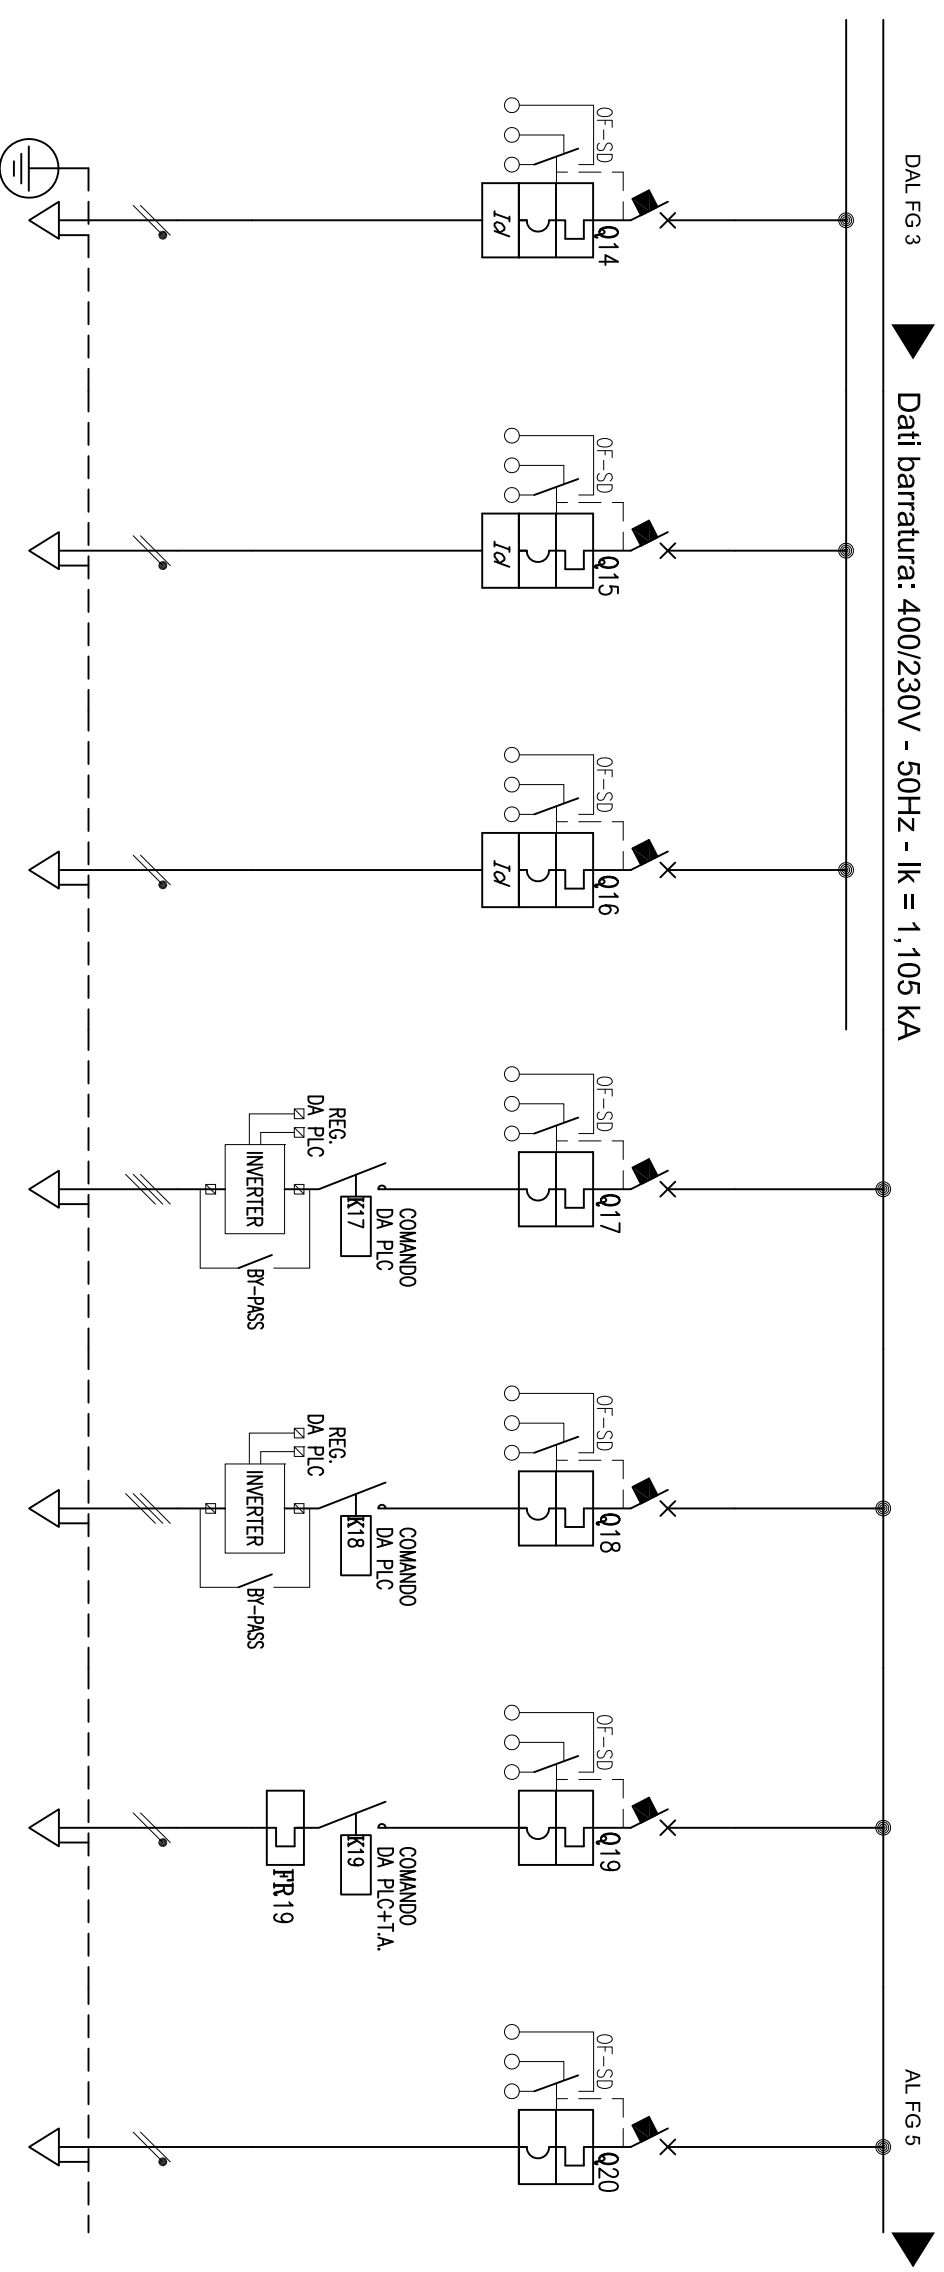 DAL FG 3
Dati barratura: 400/230V - 50Hz - Ik = 1,105 kA
AL FG 5
OF-SD
Q14
Id
OF-SD
Q15
Id
OF-SD
Q16
Id
OF-SD
Q17
COMANDO
DA PLC
K17
REG.
DA PLC
INVERTER
BY-PASS
OF-SD
Q18
COMANDO
DA PLC
K18
REG.
DA PLC
INVERTER
BY-PASS
OF-SD
Q19
COMANDO
DA PLC+T.A.
K19
FR19
OF-SD
Q20